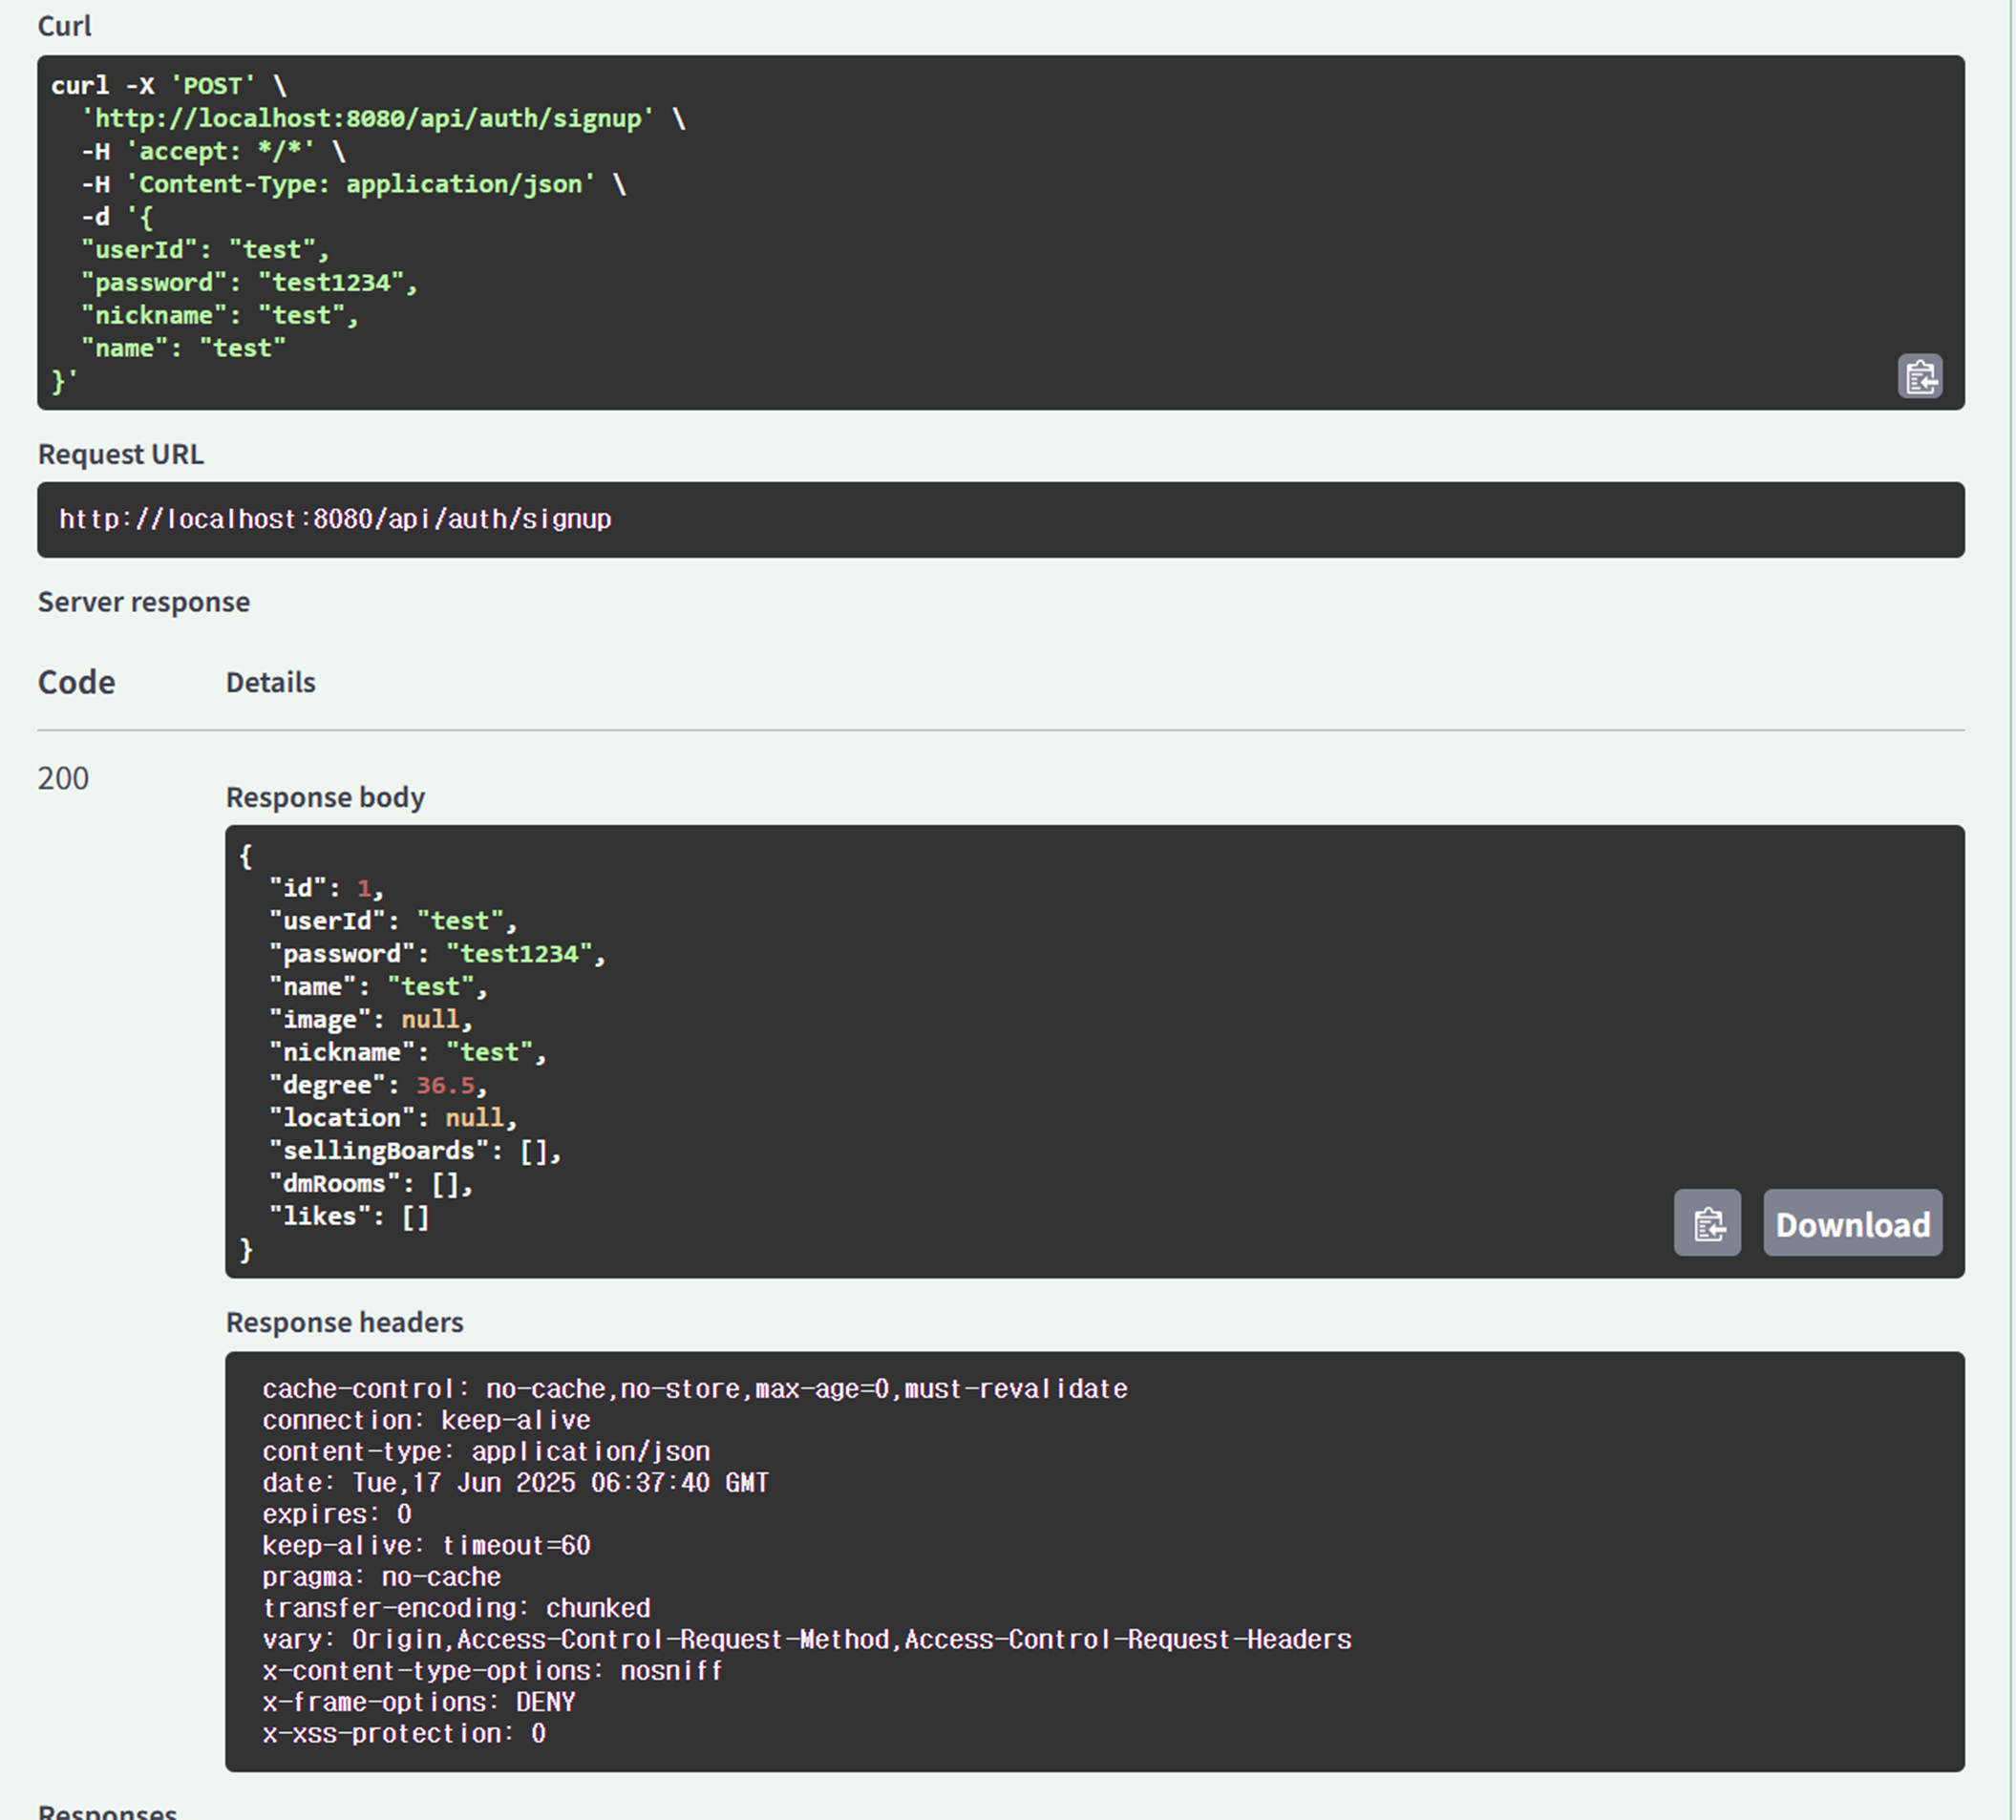 Curl
curl -X 'POST' \
  'http://localhost:8080/api/auth/signup' \
  -H 'accept: */*' \
  -H 'Content-Type: application/json' \
  -d '{
  "userId": "test",
  "password": "test1234",
  "nickname": "test",
  "name": "test"
}'
Request URL
http://localhost:8080/api/auth/signup
Server response
Code Details
200
Response body
{
  "id": 1,
  "userId": "test",
  "password": "test1234",
  "name": "test",
  "image": null,
  "nickname": "test",
  "degree": 36.5,
  "location": null,
  "sellingBoards": [],
  "dmRooms": [],
  "likes": []
}
Download
Response headers
cache-control: no-cache,no-store,max-age=0,must-revalidate
connection: keep-alive
content-type: application/json
date: Tue,17 Jun 2025 06:37:40 GMT
expires: 0
keep-alive: timeout=60
pragma: no-cache
transfer-encoding: chunked
vary: Origin,Access-Control-Request-Method,Access-Control-Request-Headers
x-content-type-options: nosniff
x-frame-options: DENY
x-xss-protection: 0
Responses